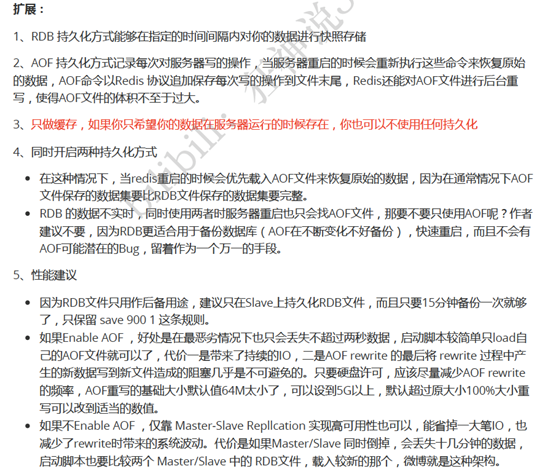 扩展：
1、RDB 持久化方式能够在指定的时间间隔内对你的数据进行快照存储
2、AOF 持久化方式记录每次对服务器写的操作，当服务器重启的时候会重新执行这些命令来恢复原始
的数据，AOF命令以Redis 协议追加保存每次写的操作到文件末尾，Redis还能对AOF文件进行后台重
写，使得AOF文件的体积不至于过大。
3、只做缓存，如果你只希望你的数据在服务器运行的时候存在，你也可以不使用任何持久化
4、同时开启两种持久化方式
• 在这种情况下，当redis重启的时候会优先载入AOF文件来恢复原始的数据，因为在通常情况下AOF
文件保存的数据集要比RDB文件保存的数据集要完整。
• RDB 的数据不实时，同时使用两者时服务器重启也只会找AOF文件，那要不要只使用AOF呢？作者
建议不要，因为RDB更适合用于备份数据库（AOF在不断变化不好备份），快速重启，而且不会有
AOF可能潜在的Bug，留着作为一个万一的手段。
5、性能建议
• 因为RDB文件只用作后备用途，建议只在Slave上持久化RDB文件，而且只要15分钟备份一次就够
了，只保留 save 900 1 这条规则。
• 如果Enable AOF ，好处是在最恶劣情况下也只会丢失不超过两秒数据，启动脚本较简单只load自
己的AOF文件就可以了，代价一是带来了持续的IO，二是AOF rewrite 的最后将 rewrite 过程中产
生的新数据写到新文件造成的阻塞几乎是不可避免的。只要硬盘许可，应该尽量减少AOF rewrite
的频率，AOF重写的基础大小默认值64M太小了，可以设到5G以上，默认超过原大小100%大小重
写可以改到适当的数值。
• 如果不Enable AOF ，仅靠 Master-Slave Repllcation 实现高可用性也可以，能省掉一大笔IO，也
减少了rewrite时带来的系统波动。代价是如果Master/Slave 同时倒掉，会丢失十几分钟的数据，
启动脚本也要比较两个 Master/Slave 中的 RDB文件，载入较新的那个，微博就是这种架构。
bilibili：狂神说